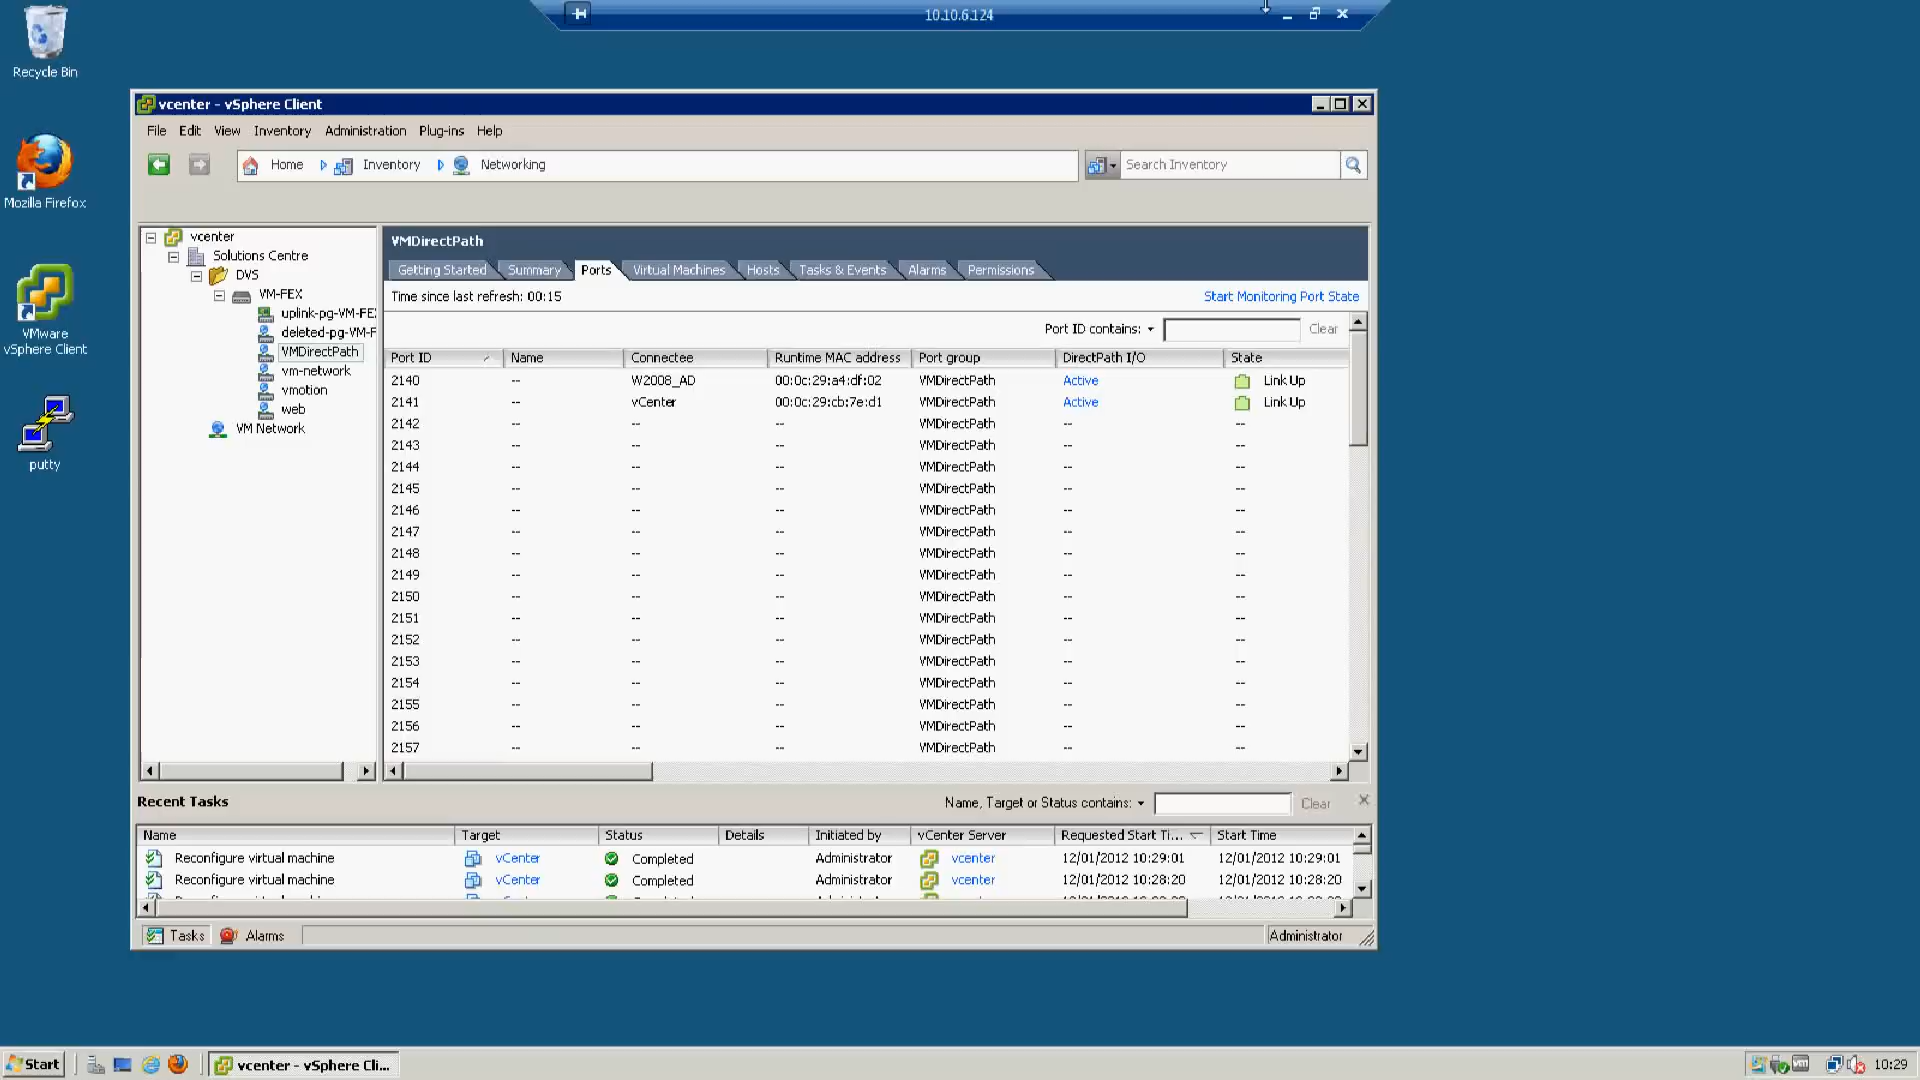 10.10.6.124
Recycle Bin
Mozilla Firefox
VMware
vSphere Client
putty
vcenter - vSphere Client
File Edit View Inventory Administration Plug-ins Help
Home Inventory Networking
Search Inventory
vcenter
Solutions Centre
DVS
VM-FEX
uplink-pg-VM-FEX
deleted-pg-VM-F
VMDirectPath
vm-network
vmotion
web
VM Network
VMDirectPath
Getting Started Summary Ports Virtual Machines Hosts Tasks & Events Alarms Permissions
Time since last refresh: 00:15 Start Monitoring Port State
Port ID contains: Clear
Port ID Name Connectee Runtime MAC address Port group DirectPath I/O State
2140 -- W2008_AD 00:0c:29:a4:df:02 VMDirectPath Active Link Up
2141 -- vCenter 00:0c:29:cb:7e:d1 VMDirectPath Active Link Up
2142 -- -- -- VMDirectPath -- --
2143 -- -- -- VMDirectPath -- --
2144 -- -- -- VMDirectPath -- --
2145 -- -- -- VMDirectPath -- --
2146 -- -- -- VMDirectPath -- --
2147 -- -- -- VMDirectPath -- --
2148 -- -- -- VMDirectPath -- --
2149 -- -- -- VMDirectPath -- --
2150 -- -- -- VMDirectPath -- --
2151 -- -- -- VMDirectPath -- --
2152 -- -- -- VMDirectPath -- --
2153 -- -- -- VMDirectPath -- --
2154 -- -- -- VMDirectPath -- --
2155 -- -- -- VMDirectPath -- --
2156 -- -- -- VMDirectPath -- --
2157 -- -- -- VMDirectPath -- --
Recent Tasks Name, Target or Status contains: Clear
Name Target Status Details Initiated by vCenter Server Requested Start Ti... Start Time
Reconfigure virtual machine vCenter Completed Administrator vcenter 12/01/2012 10:29:01 12/01/2012 10:29:01
Reconfigure virtual machine vCenter Completed Administrator vcenter 12/01/2012 10:28:20 12/01/2012 10:28:20
Tasks Alarms Administrator
Start vcenter - vSphere Cli... 10:29